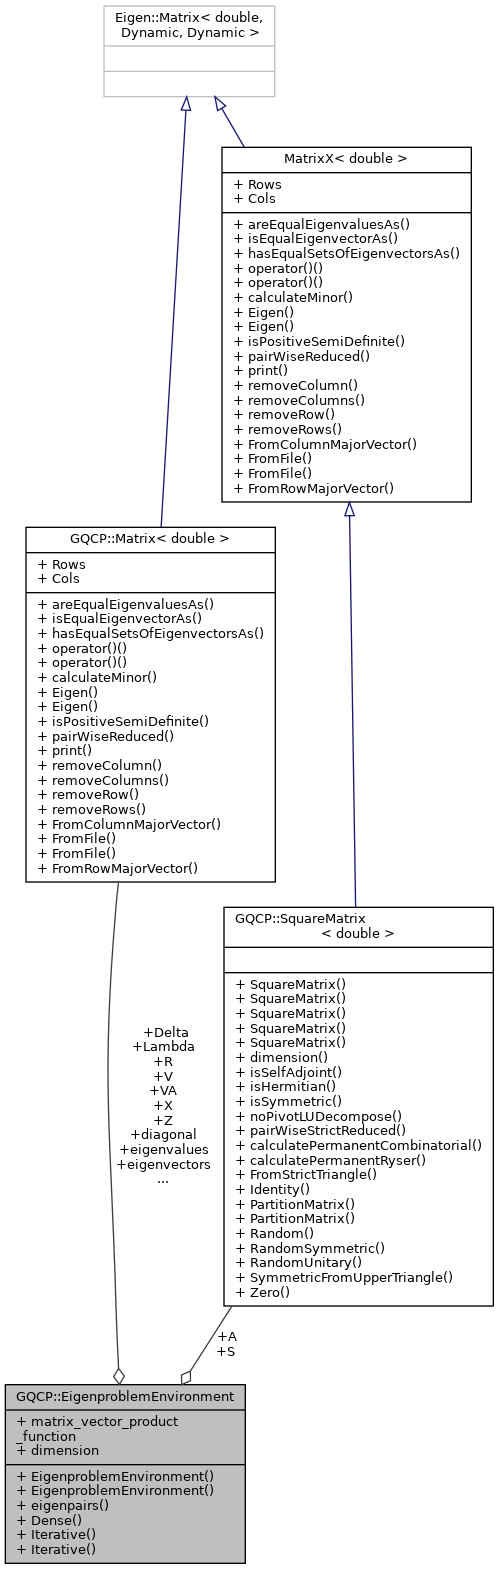 Eigen::Matrix< double,
Dynamic, Dynamic >
MatrixX< double >
+ Rows
+ Cols
+ areEqualEigenvaluesAs()
+ isEqualEigenvectorAs()
+ hasEqualSetsOfEigenvectorsAs()
+ operator()()
+ operator()()
+ calculateMinor()
+ Eigen()
+ Eigen()
+ isPositiveSemiDefinite()
+ pairWiseReduced()
+ print()
+ removeColumn()
+ removeColumns()
+ removeRow()
+ removeRows()
+ FromColumnMajorVector()
+ FromFile()
+ FromFile()
+ FromRowMajorVector()
GQCP::Matrix< double >
+ Rows
+ Cols
+ areEqualEigenvaluesAs()
+ isEqualEigenvectorAs()
+ hasEqualSetsOfEigenvectorsAs()
+ operator()()
+ operator()()
+ calculateMinor()
+ Eigen()
+ Eigen()
+ isPositiveSemiDefinite()
+ pairWiseReduced()
+ print()
+ removeColumn()
+ removeColumns()
+ removeRow()
+ removeRows()
+ FromColumnMajorVector()
+ FromFile()
+ FromFile()
+ FromRowMajorVector()
GQCP::SquareMatrix
< double >
+ SquareMatrix()
+ SquareMatrix()
+ SquareMatrix()
+ SquareMatrix()
+ SquareMatrix()
+ dimension()
+ isSelfAdjoint()
+ isHermitian()
+ isSymmetric()
+ noPivotLUDecompose()
+ pairWiseStrictReduced()
+ calculatePermanentCombinatorial()
+ calculatePermanentRyser()
+ FromStrictTriangle()
+ Identity()
+ PartitionMatrix()
+ PartitionMatrix()
+ Random()
+ RandomSymmetric()
+ RandomUnitary()
+ SymmetricFromUpperTriangle()
+ Zero()
+Delta
+Lambda
+R
+V
+VA
+X
+Z
+diagonal
+eigenvalues
+eigenvectors
...
+A
+S
GQCP::EigenproblemEnvironment
+ matrix_vector_product
_function
+ dimension
+ EigenproblemEnvironment()
+ EigenproblemEnvironment()
+ eigenpairs()
+ Dense()
+ Iterative()
+ Iterative()